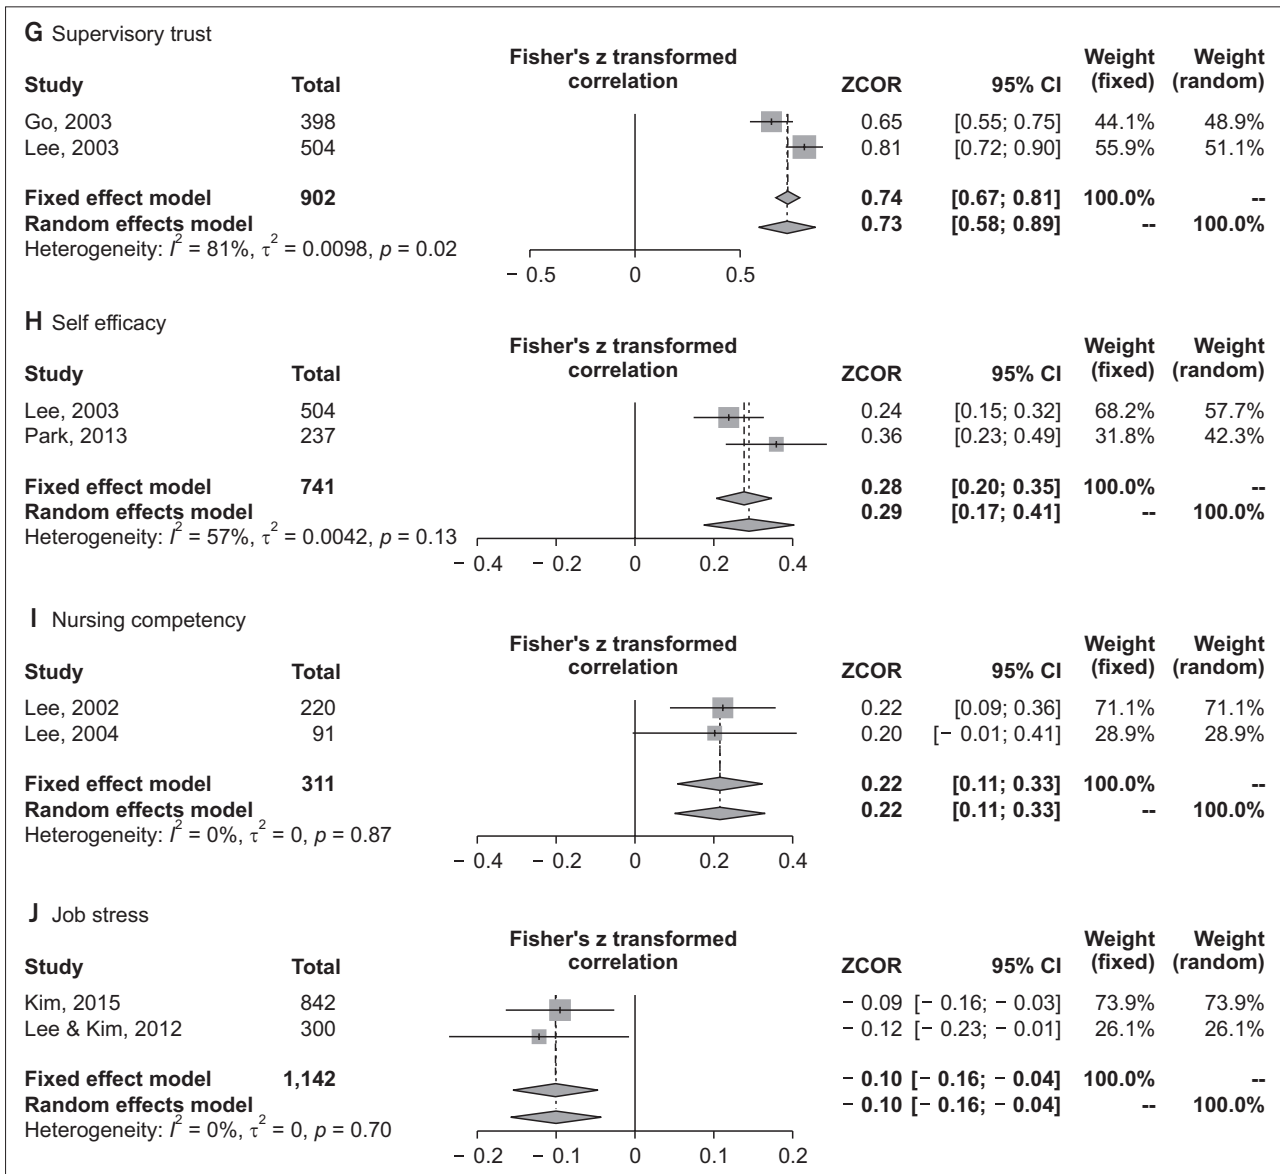 G Supervisory trust
Fisher's z transformed correlation
Study Total ZCOR 95% CI Weight (fixed) Weight (random)
Go, 2003 398 0.65 [0.55; 0.75] 44.1% 48.9%
Lee, 2003 504 0.81 [0.72; 0.90] 55.9% 51.1%
Fixed effect model 902 0.74 [0.67; 0.81] 100.0% --
Random effects model 0.73 [0.58; 0.89] -- 100.0%
Heterogeneity: I² = 81%, τ² = 0.0098, p = 0.02
− 0.5 0 0.5
H Self efficacy
Fisher's z transformed correlation
Study Total ZCOR 95% CI Weight (fixed) Weight (random)
Lee, 2003 504 0.24 [0.15; 0.32] 68.2% 57.7%
Park, 2013 237 0.36 [0.23; 0.49] 31.8% 42.3%
Fixed effect model 741 0.28 [0.20; 0.35] 100.0% --
Random effects model 0.29 [0.17; 0.41] -- 100.0%
Heterogeneity: I² = 57%, τ² = 0.0042, p = 0.13
− 0.4 − 0.2 0 0.2 0.4
I Nursing competency
Fisher's z transformed correlation
Study Total ZCOR 95% CI Weight (fixed) Weight (random)
Lee, 2002 220 0.22 [0.09; 0.36] 71.1% 71.1%
Lee, 2004 91 0.20 [− 0.01; 0.41] 28.9% 28.9%
Fixed effect model 311 0.22 [0.11; 0.33] 100.0% --
Random effects model 0.22 [0.11; 0.33] -- 100.0%
Heterogeneity: I² = 0%, τ² = 0, p = 0.87
− 0.4 − 0.2 0 0.2 0.4
J Job stress
Fisher's z transformed correlation
Study Total ZCOR 95% CI Weight (fixed) Weight (random)
Kim, 2015 842 − 0.09 [− 0.16; − 0.03] 73.9% 73.9%
Lee & Kim, 2012 300 − 0.12 [− 0.23; − 0.01] 26.1% 26.1%
Fixed effect model 1,142 − 0.10 [− 0.16; − 0.04] 100.0% --
Random effects model − 0.10 [− 0.16; − 0.04] -- 100.0%
Heterogeneity: I² = 0%, τ² = 0, p = 0.70
− 0.2 − 0.1 0 0.1 0.2